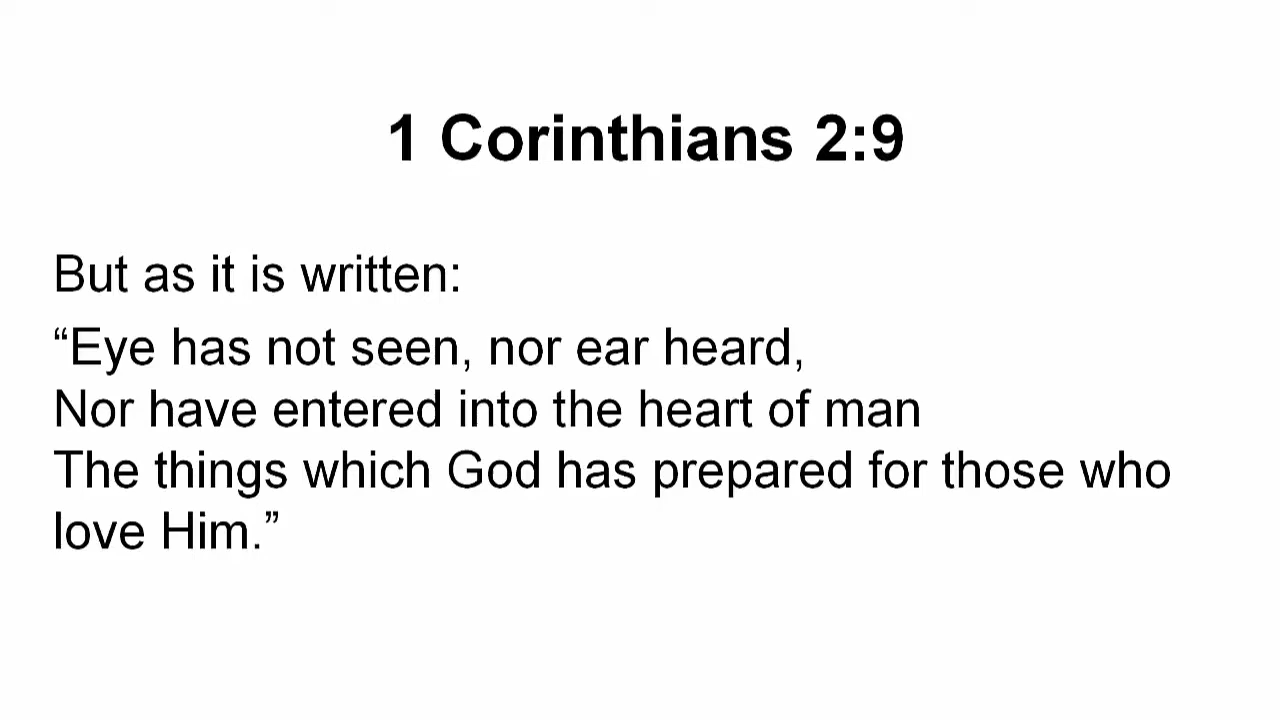 1 Corinthians 2:9
But as it is written:
“Eye has not seen, nor ear heard,
Nor have entered into the heart of man
The things which God has prepared for those who
love Him.”